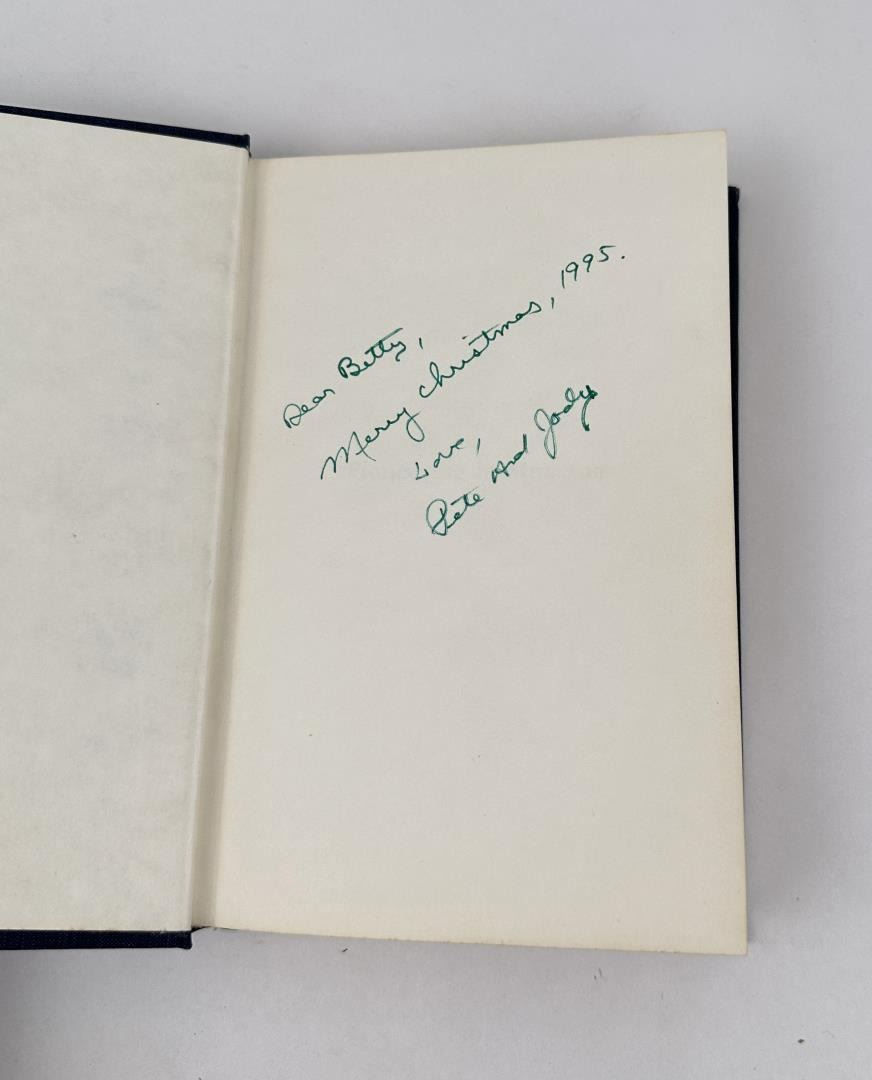 Dear Betty,
Merry christmas, 1995.
Love,
Pete And Jody